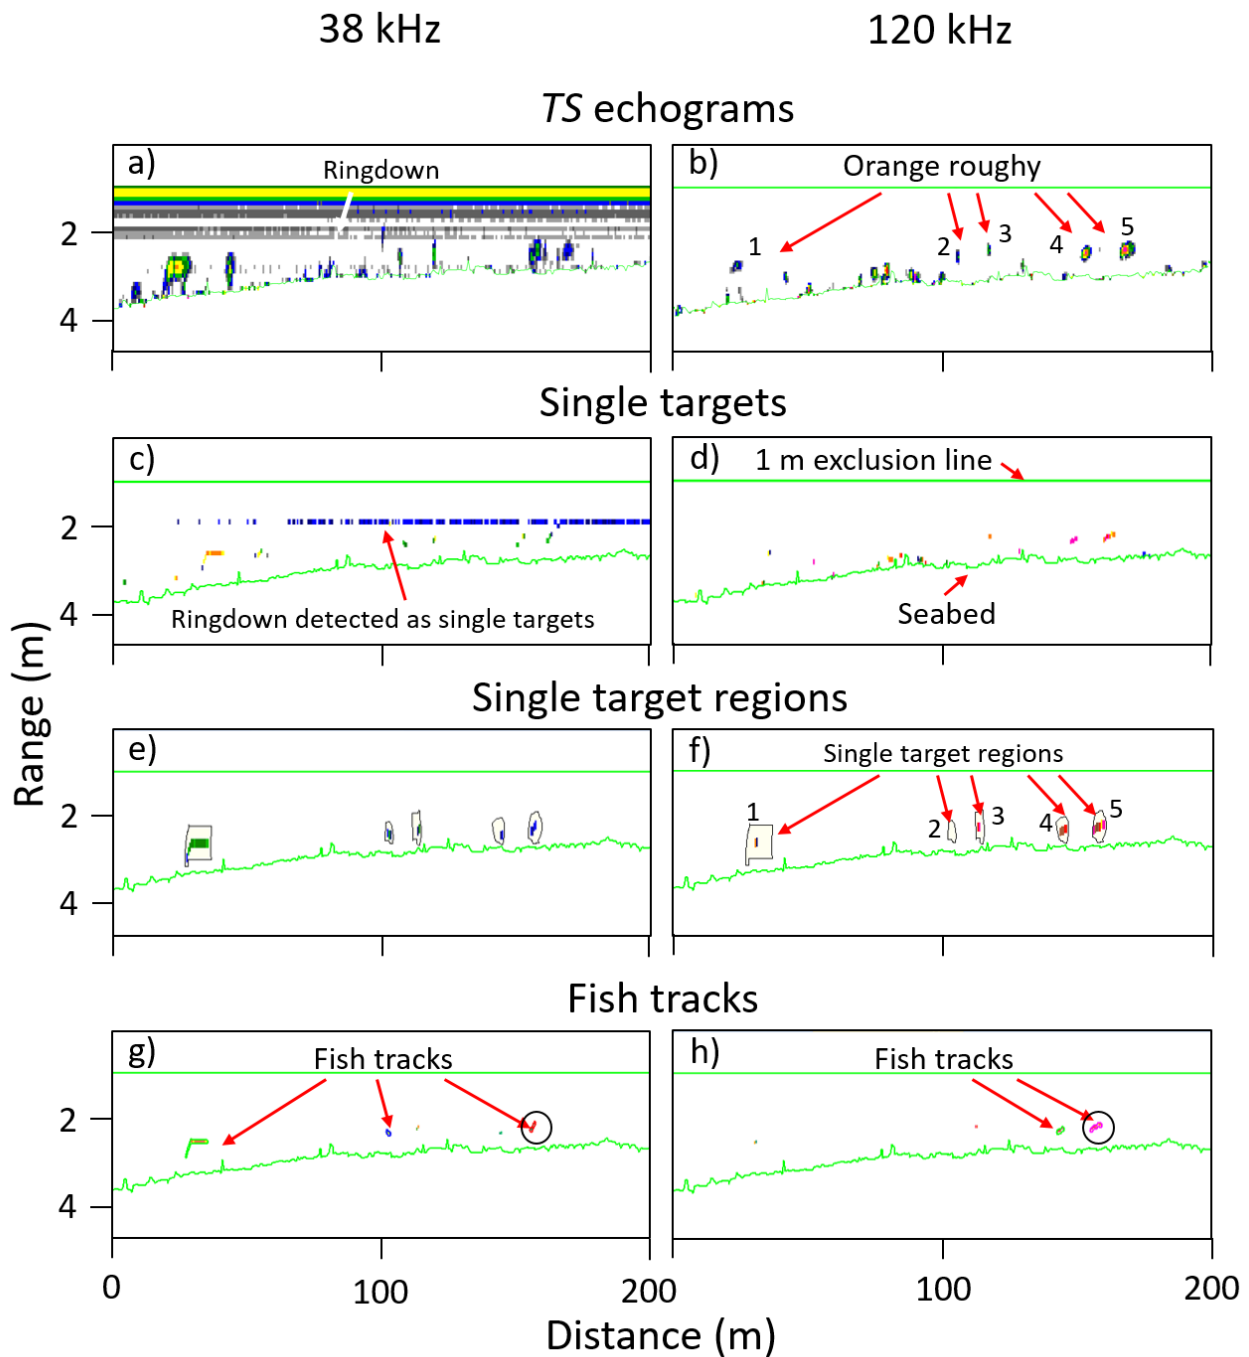 38 kHz
120 kHz
TS echograms
a)
Ringdown
b)
Orange roughy
1
2
3
4
5
2
4
Single targets
c)
d)
1 m exclusion line
2
4
Ringdown detected as single targets
Seabed
Range (m)
Single target regions
e)
f)
Single target regions
1
2
3
4
5
2
4
Fish tracks
g)
Fish tracks
h)
Fish tracks
2
4
0
100
200
100
200
Distance (m)